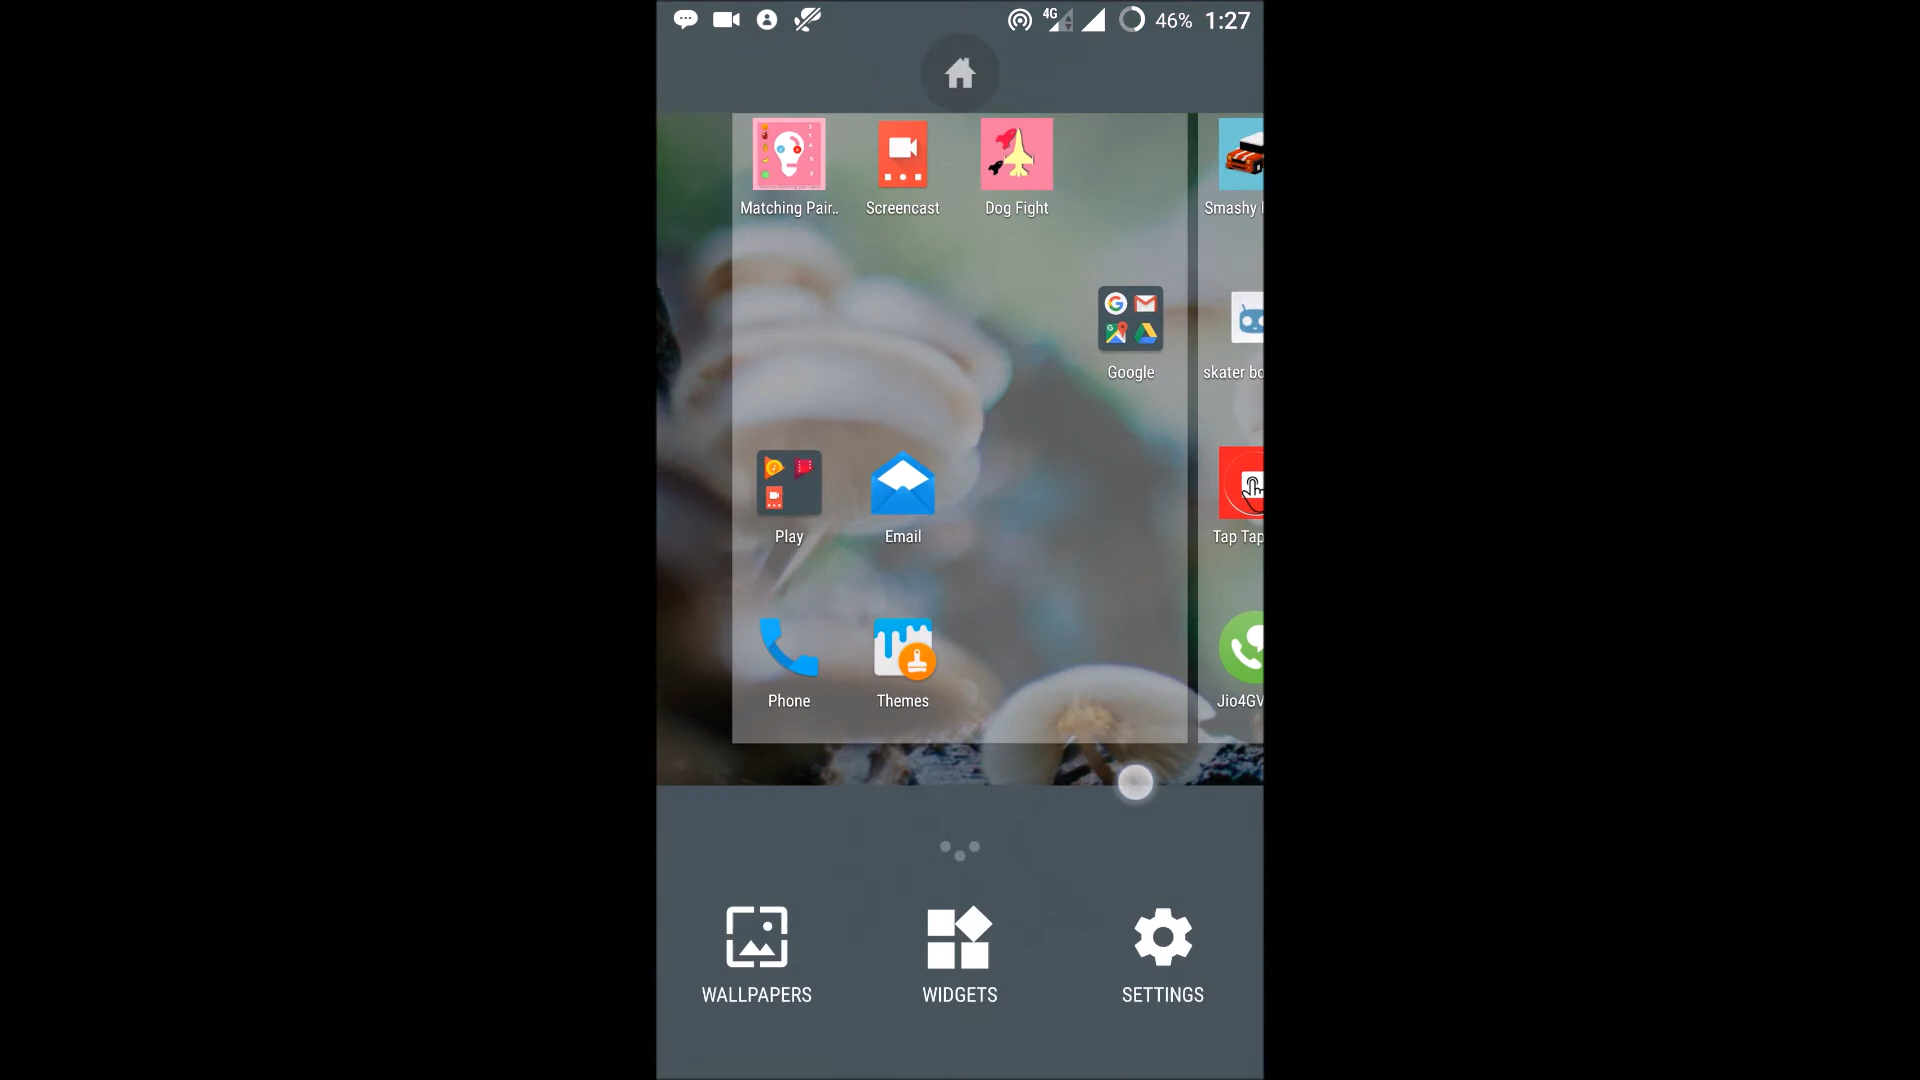 4G 46% 1:27
Matching Pair.. Screencast Dog Fight Smashy
Google skater bo
Play Email Tap Tap
Phone Themes Jio4GV
WALLPAPERS WIDGETS SETTINGS